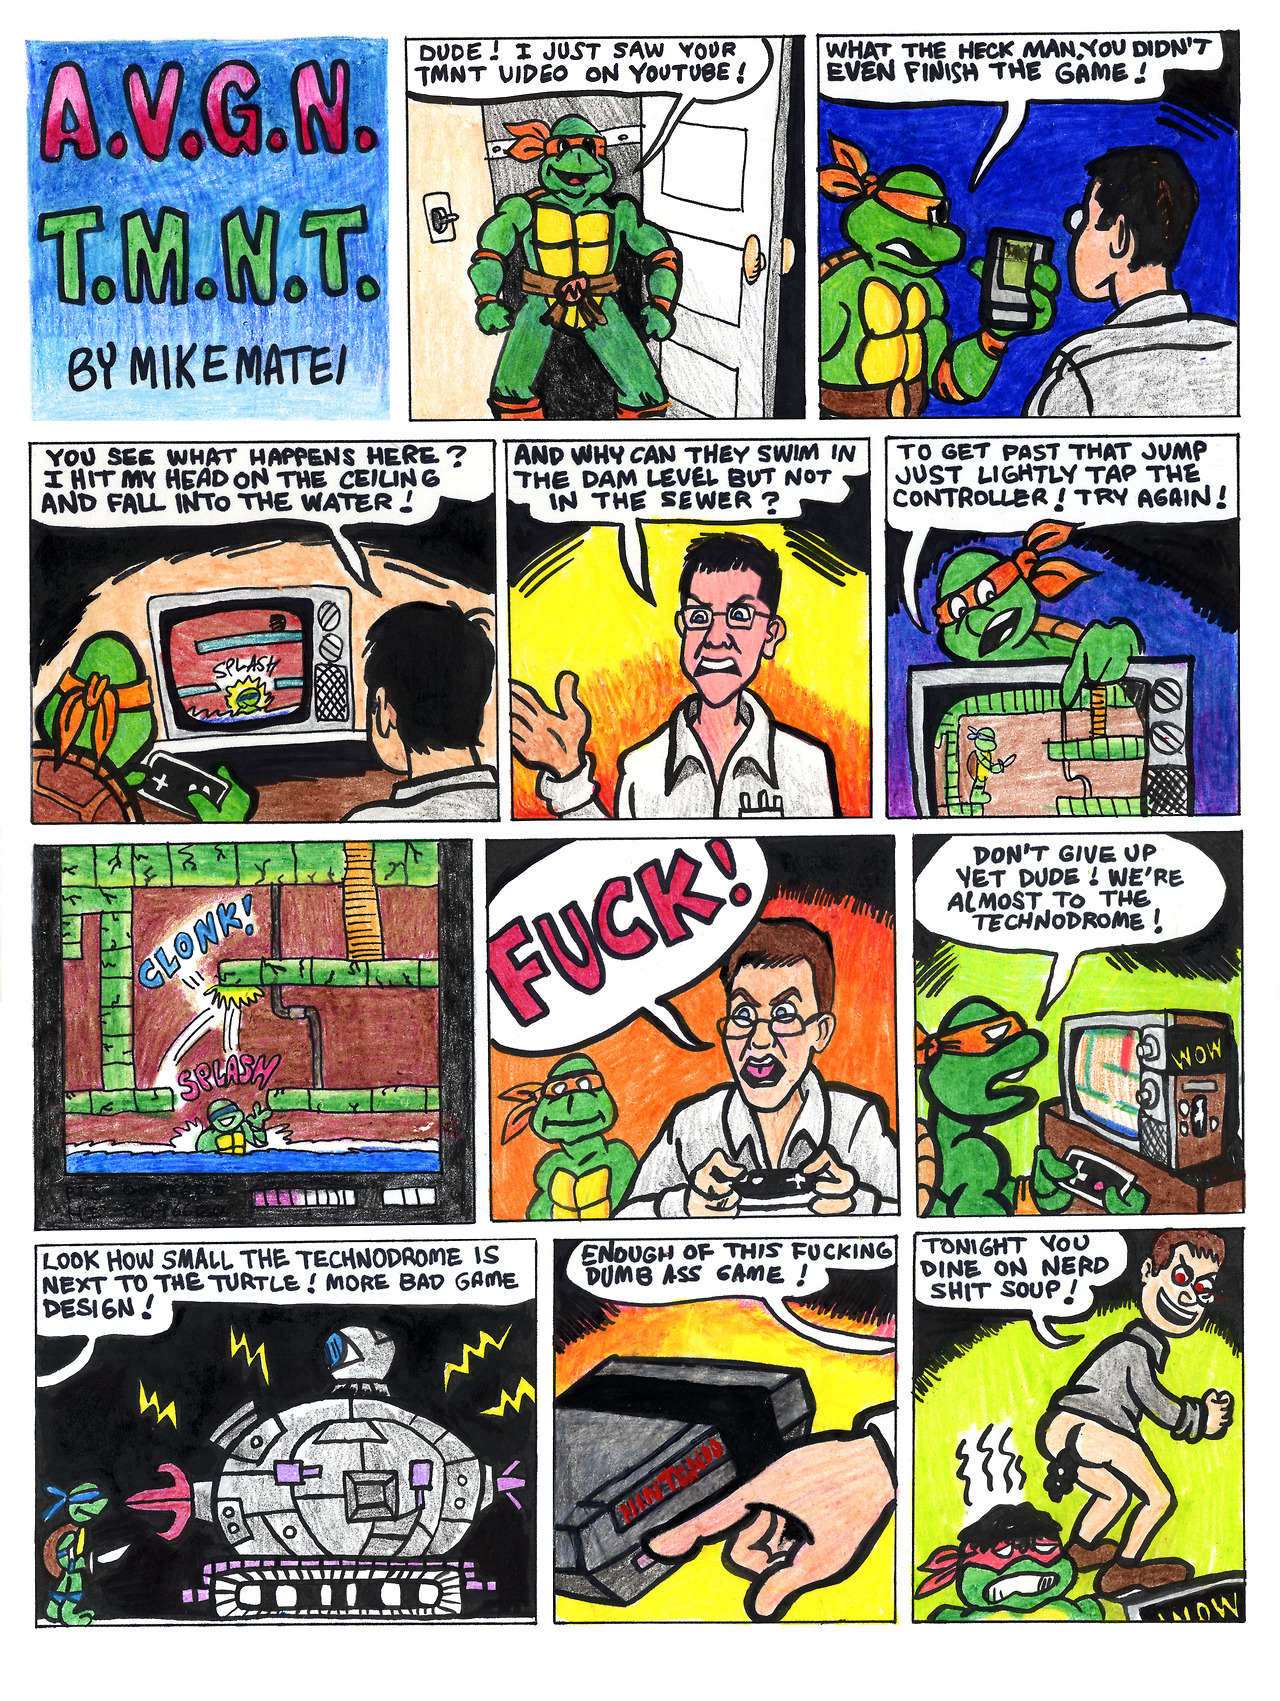 A.V.G.N.
T.M.N.T.
BY MIKE MATEI
DUDE! I JUST SAW YOUR
TMNT VIDEO ON YOUTUBE!
M
WHAT THE HECK MAN. YOU DIDN'T
EVEN FINISH THE GAME!
YOU SEE WHAT HAPPENS HERE?
I HIT MY HEAD ON THE CEILING
AND FALL INTO THE WATER!
SPLASH
AND WHY CAN THEY SWIM IN
THE DAM LEVEL BUT NOT
IN THE SEWER?
TO GET PAST THAT JUMP
JUST LIGHTLY TAP THE
CONTROLLER! TRY AGAIN!
CLONK!
SPLASH
FUCK!
DON'T GIVE UP
YET DUDE! WE'RE
ALMOST TO THE
TECHNODROME!
WOW
LOOK HOW SMALL THE TECHNODROME IS
NEXT TO THE TURTLE! MORE BAD GAME
DESIGN!
ENOUGH OF THIS FUCKING
DUMB ASS GAME!
NINTENDO
TONIGHT YOU
DINE ON NERD
SHIT SOUP!
WOW